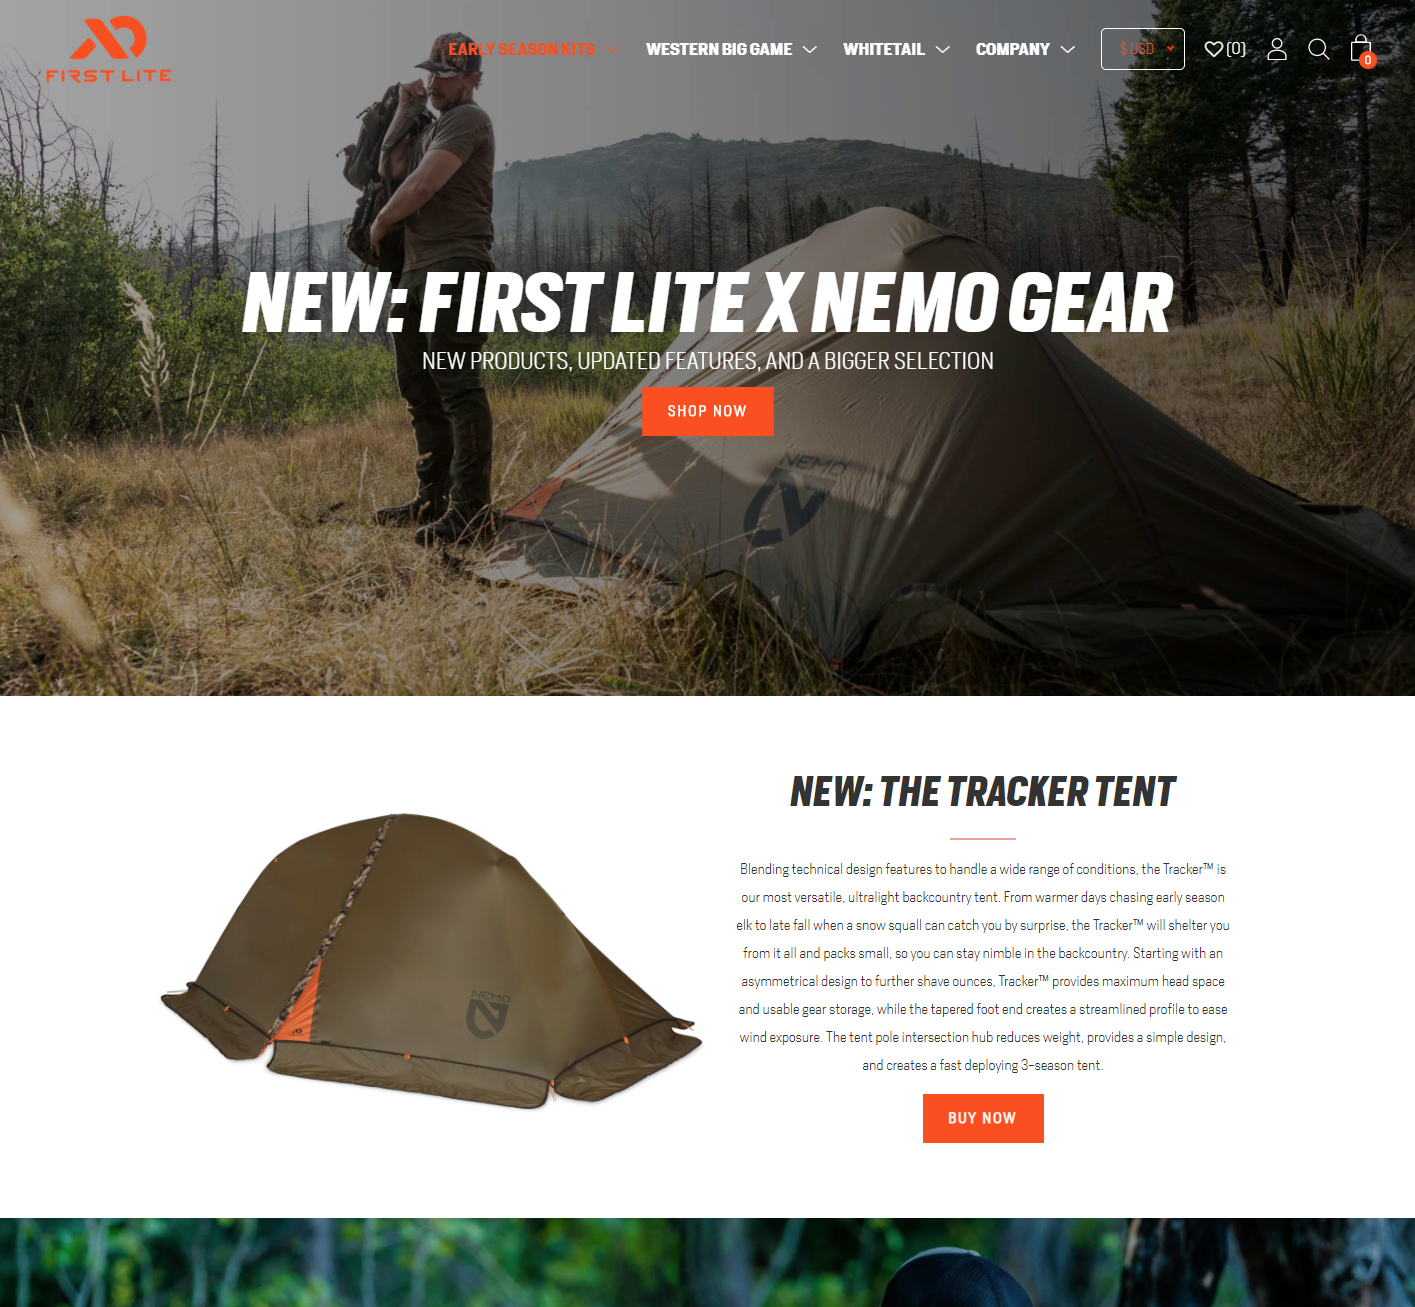 FIRST LITE
EARLY SEASON KITS
WESTERN BIG GAME
WHITETAIL
COMPANY
$ USD
(0)
0
NEW: FIRST LITE X NEMO GEAR
NEW PRODUCTS, UPDATED FEATURES, AND A BIGGER SELECTION
SHOP NOW
NEMO
NEW: THE TRACKER TENT
Blending technical design features to handle a wide range of conditions, the Tracker™ is
our most versatile, ultralight backcountry tent. From warmer days chasing early season
elk to late fall when a snow squall can catch you by surprise, the Tracker™ will shelter you
from it all and packs small, so you can stay nimble in the backcountry. Starting with an
asymmetrical design to further shave ounces, Tracker™ provides maximum head space
and usable gear storage, while the tapered foot end creates a streamlined profile to ease
wind exposure. The tent pole intersection hub reduces weight, provides a simple design,
and creates a fast deploying 3-season tent.
NEMO
BUY NOW